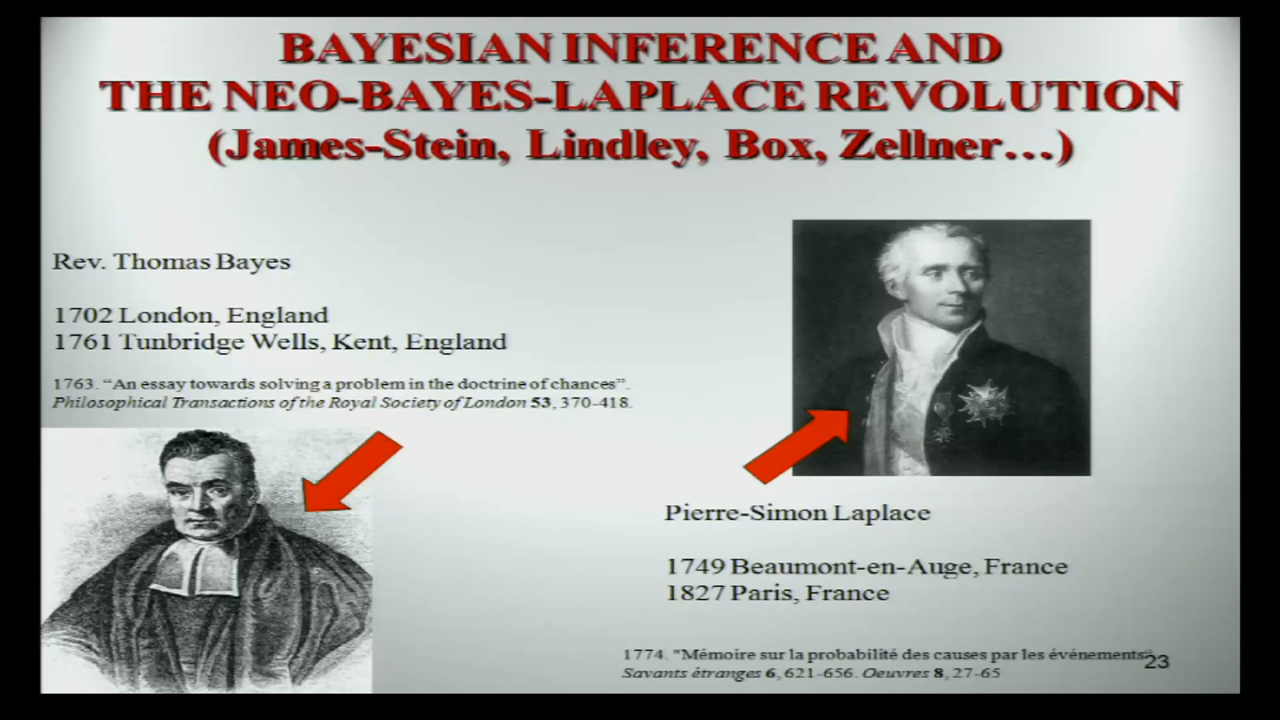 BAYESIAN INFERENCE AND
THE NEO-BAYES-LAPLACE REVOLUTION
(James-Stein, Lindley, Box, Zellner…)
Rev. Thomas Bayes
1702 London, England
1761 Tunbridge Wells, Kent, England
1763. “An essay towards solving a problem in the doctrine of chances”.
Philosophical Transactions of the Royal Society of London 53, 370-418.
Pierre-Simon Laplace
1749 Beaumont-en-Auge, France
1827 Paris, France
1774. "Mémoire sur la probabilité des causes par les événements".
Savants étranges 6, 621-656. Oeuvres 8, 27-65
23